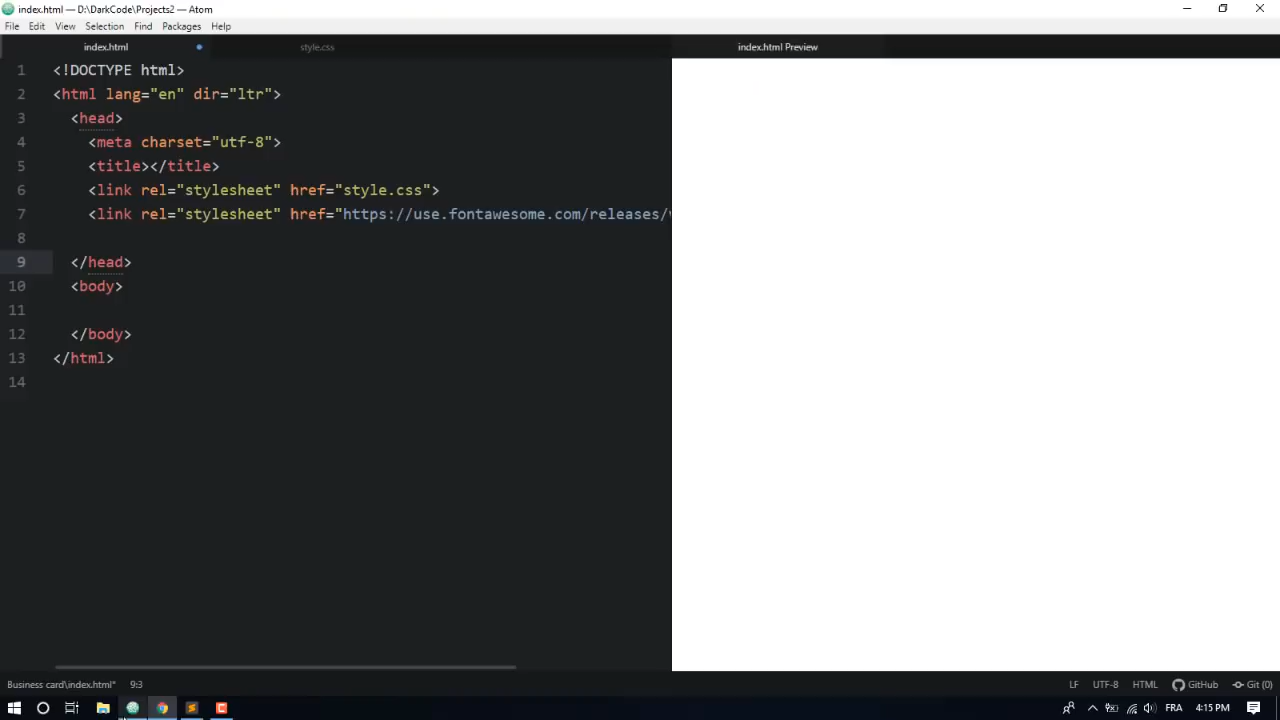 index.html — D:\DarkCode\Projects2 — Atom
File Edit View Selection Find Packages Help
index.html style.css index.html Preview
1 <!DOCTYPE html>
2 <html lang="en" dir="ltr">
3 <head>
4 <meta charset="utf-8">
5 <title></title>
6 <link rel="stylesheet" href="style.css">
7 <link rel="stylesheet" href="https://use.fontawesome.com/releases/
8
9 </head>
10 <body>
11
12 </body>
13 </html>
14
Business card\index.html* 9:3 LF UTF-8 HTML GitHub Git (0)
FRA 4:15 PM